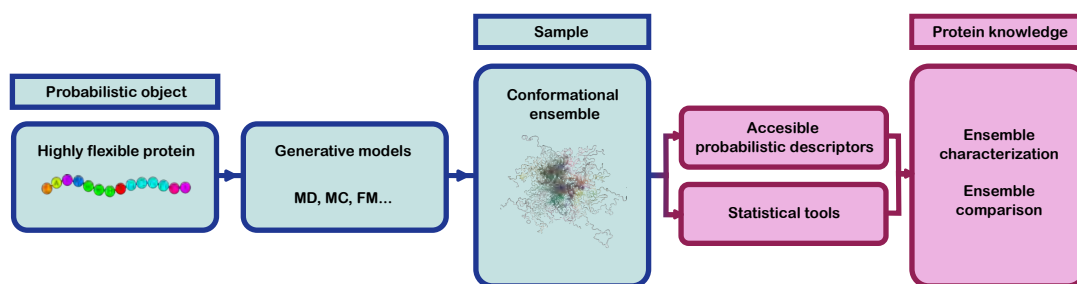 Probabilistic object
Highly flexible protein
Generative models
MD, MC, FM...
Sample
Conformational
ensemble
Accesible
probabilistic descriptors
Statistical tools
Protein knowledge
Ensemble
characterization
Ensemble
comparison